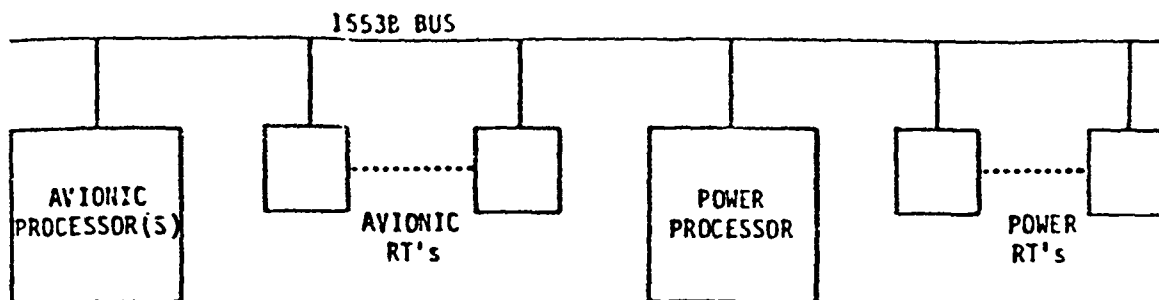 1553B BUS
AVIONIC
PROCESSOR(S)
AVIONIC
RT's
POWER
PROCESSOR
POWER
RT's